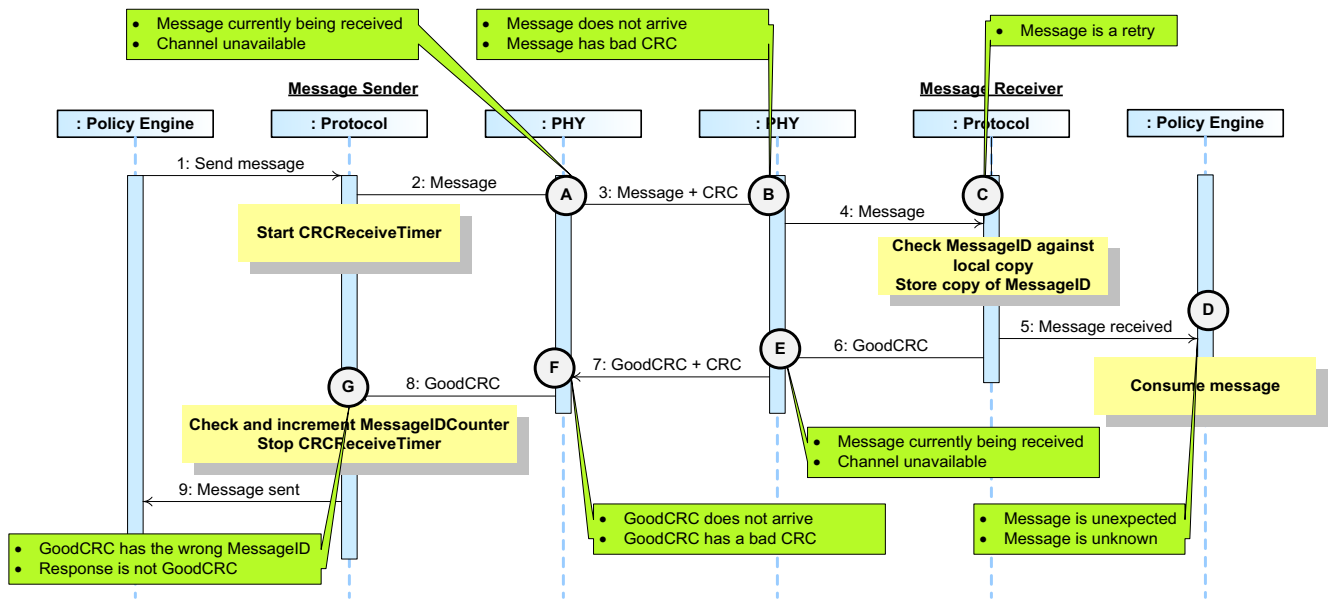 • Message currently being received
• Channel unavailable
• Message does not arrive
• Message has bad CRC
• Message is a retry
Message Sender
Message Receiver
: Policy Engine
: Protocol
: PHY
: PHY
: Protocol
: Policy Engine
1: Send message
2: Message
A
3: Message + CRC
B
4: Message
C
Start CRCReceiveTimer
Check MessageID against
local copy
Store copy of MessageID
D
5: Message received
6: GoodCRC
E
7: GoodCRC + CRC
F
8: GoodCRC
G
Consume message
Check and increment MessageIDCounter
Stop CRCReceiveTimer
• Message currently being received
• Channel unavailable
9: Message sent
• GoodCRC does not arrive
• GoodCRC has a bad CRC
• Message is unexpected
• Message is unknown
• GoodCRC has the wrong MessageID
• Response is not GoodCRC